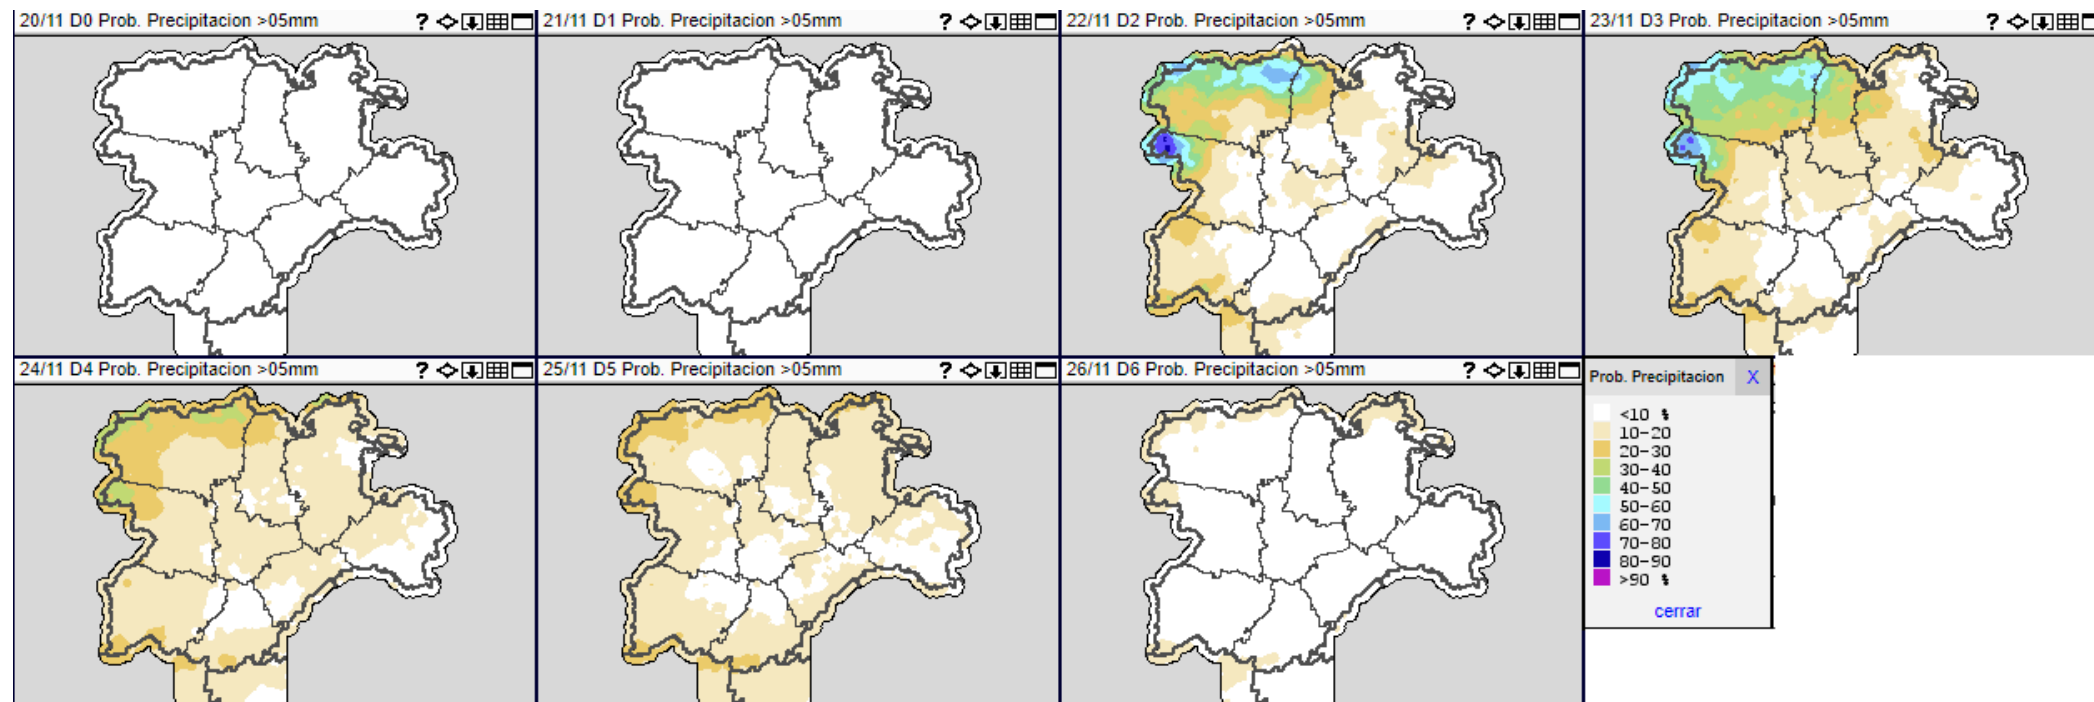 20/11 D0 Prob. Precipitacion >05mm ?
21/11 D1 Prob. Precipitacion >05mm ?
22/11 D2 Prob. Precipitacion >05mm ?
23/11 D3 Prob. Precipitacion >05mm ?
24/11 D4 Prob. Precipitacion >05mm ?
25/11 D5 Prob. Precipitacion >05mm ?
26/11 D6 Prob. Precipitacion >05mm ?
Prob. Precipitacion X
<10 %
10-20
20-30
30-40
40-50
50-60
60-70
70-80
80-90
>90 %
cerrar